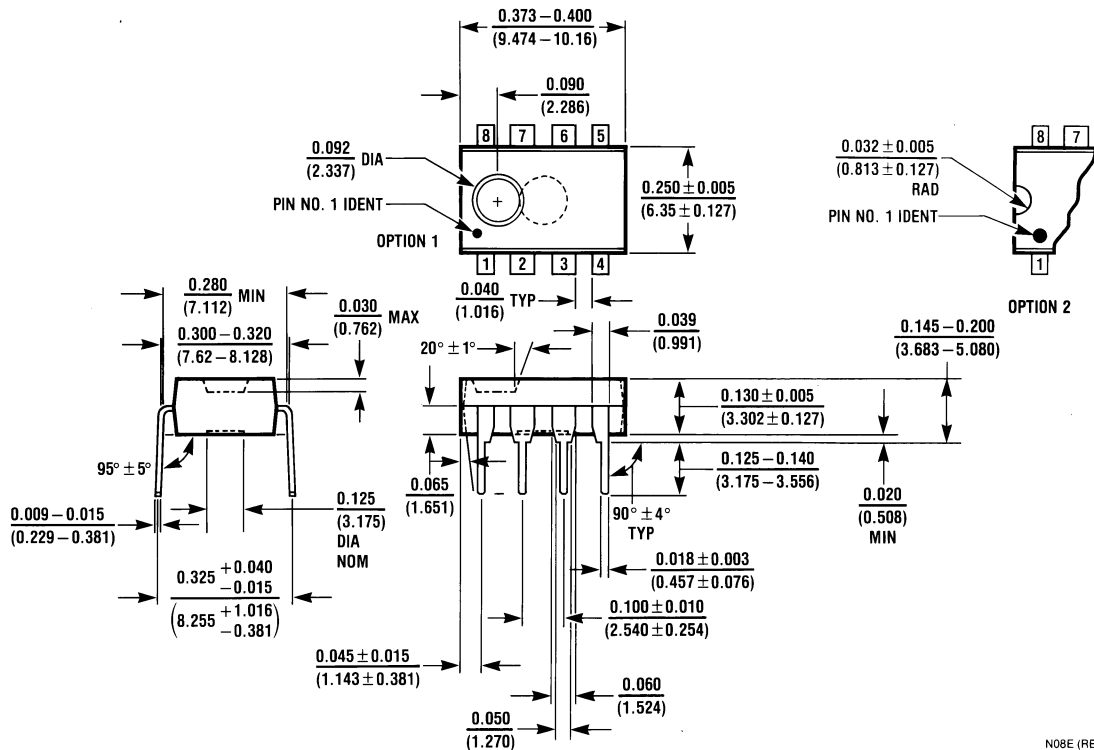 0.373 – 0.400
(9.474 – 10.16)
0.090
(2.286)
8 7 6 5
0.092 DIA
(2.337)
PIN NO. 1 IDENT
OPTION 1
0.250 ± 0.005
(6.35 ± 0.127)
1 2 3 4
8 7
0.032 ± 0.005
(0.813 ± 0.127)
RAD
PIN NO. 1 IDENT
1
OPTION 2
0.280 MIN
(7.112)
0.300 – 0.320
(7.62 – 8.128)
0.030 MAX
(0.762)
95° ± 5°
0.009 – 0.015
(0.229 – 0.381)
0.125
(3.175)
DIA
NOM
0.325 +0.040
−0.015
(8.255 +1.016
−0.381)
0.040 TYP
(1.016)
0.039
(0.991)
20° ± 1°
0.145 – 0.200
(3.683 – 5.080)
0.130 ± 0.005
(3.302 ± 0.127)
0.125 – 0.140
(3.175 – 3.556)
0.020
(0.508)
MIN
0.065
(1.651)
90° ± 4°
TYP
0.018 ± 0.003
(0.457 ± 0.076)
0.100 ± 0.010
(2.540 ± 0.254)
0.045 ± 0.015
(1.143 ± 0.381)
0.060
(1.524)
0.050
(1.270)
N08E (RE